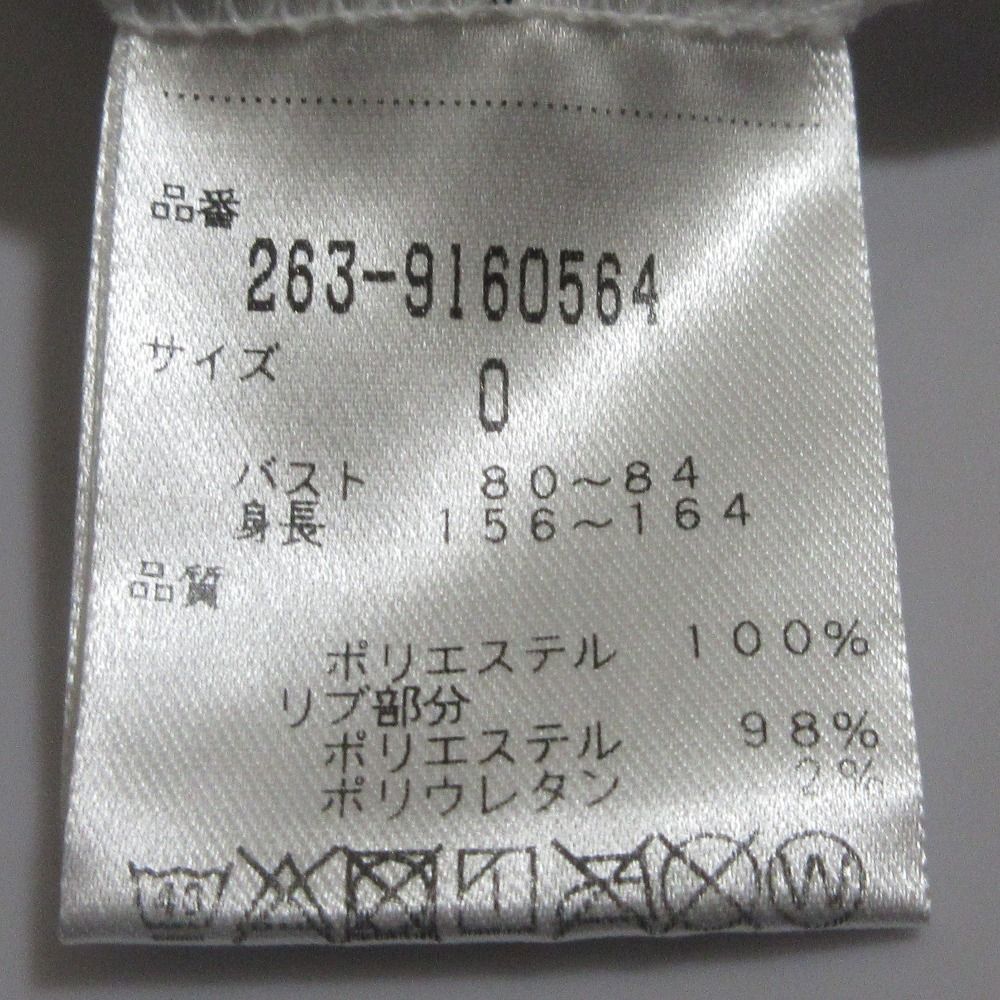 品番
263-9160564
サイズ
0
バスト 80~84
身長 156~164
品質
ポリエステル 100%
リブ部分
ポリエステル 98%
ポリウレタン 2%
40 W